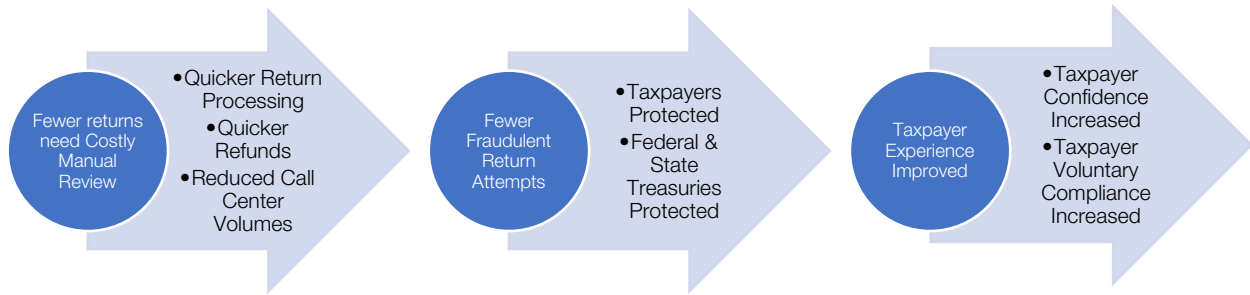 Fewer returns
need Costly
Manual
Review
•Quicker Return
Processing
•Quicker
Refunds
•Reduced Call
Center
Volumes
Fewer
Fraudulent
Return
Attempts
•Taxpayers
Protected
•Federal &
State
Treasuries
Protected
Taxpayer
Experience
Improved
•Taxpayer
Confidence
Increased
•Taxpayer
Voluntary
Compliance
Increased